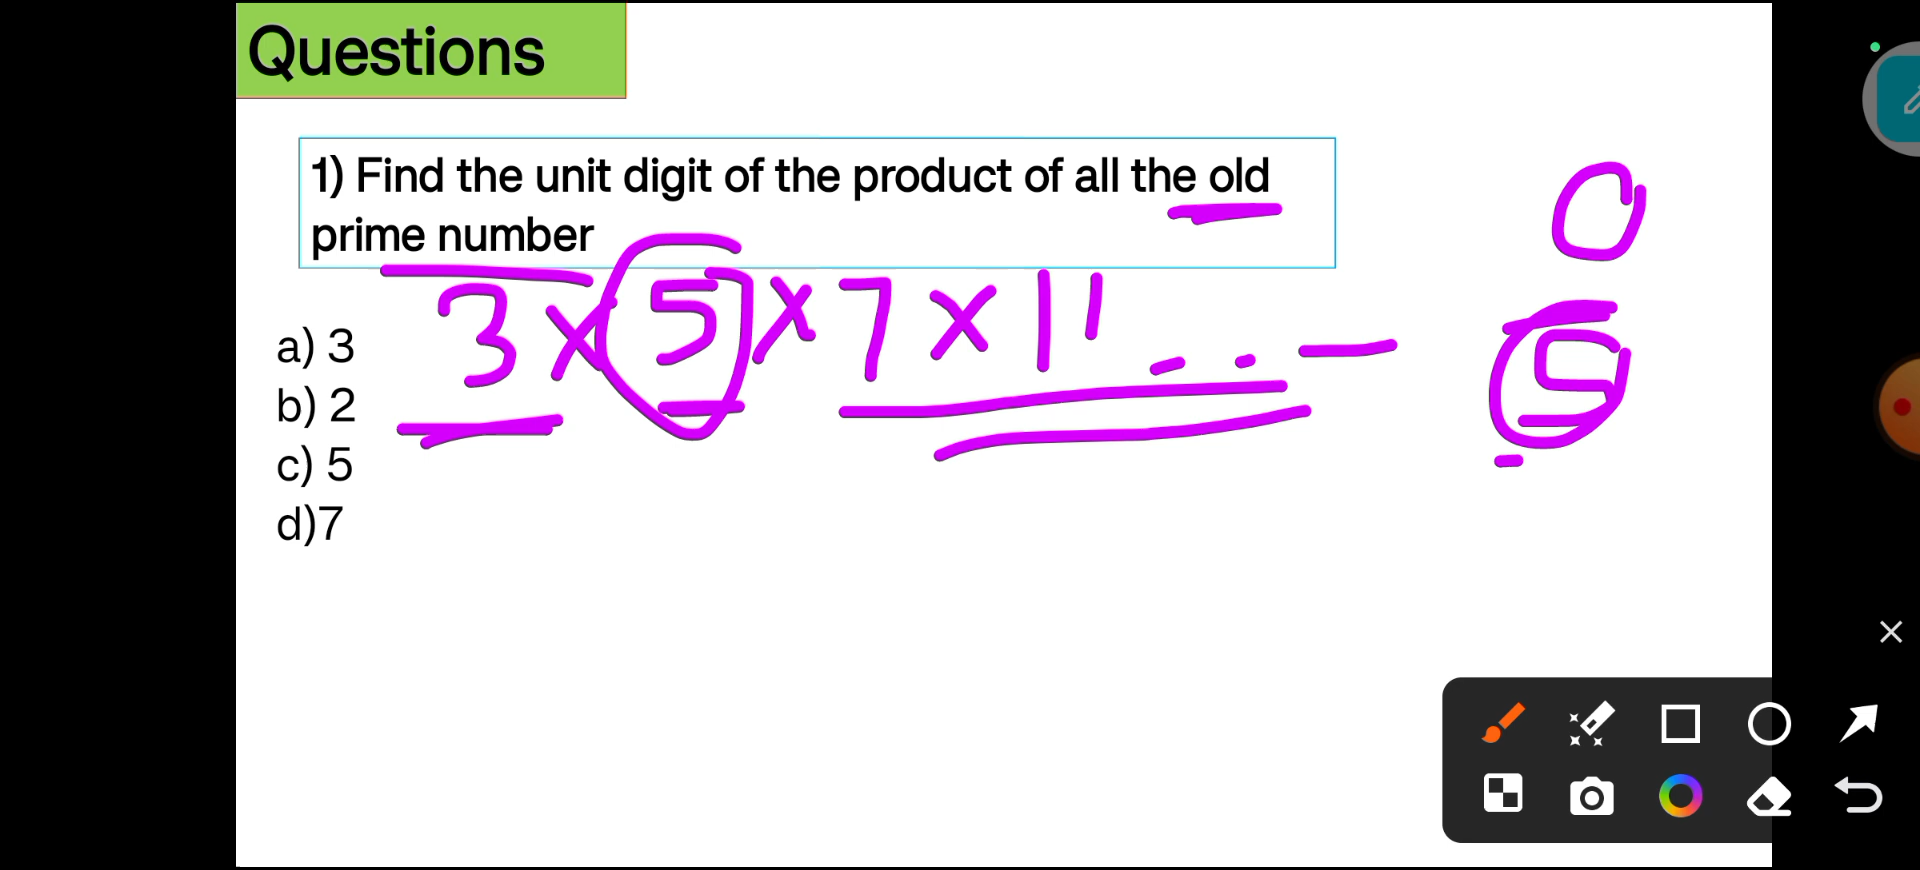 Questions
1) Find the unit digit of the product of all the old
prime number
0
3 × 5 × 7 × 11 . . . —
5
a) 3
b) 2
c) 5
d)7